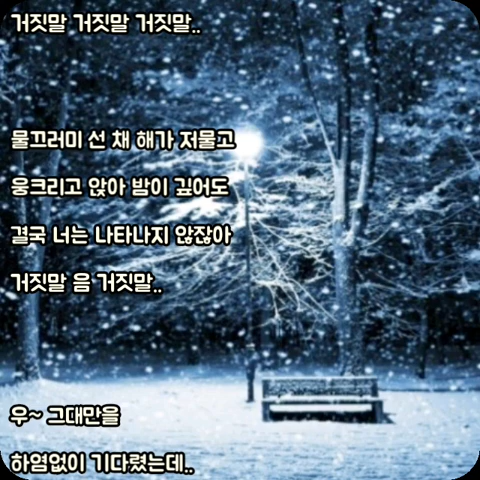 거짓말 거짓말 거짓말..
물끄러미 선 채 해가 저물고
웅크리고 앉아 밤이 깊어도
결국 너는 나타나지 않잖아
거짓말 음 거짓말..
우~ 그대만을
하염없이 기다렸는데..